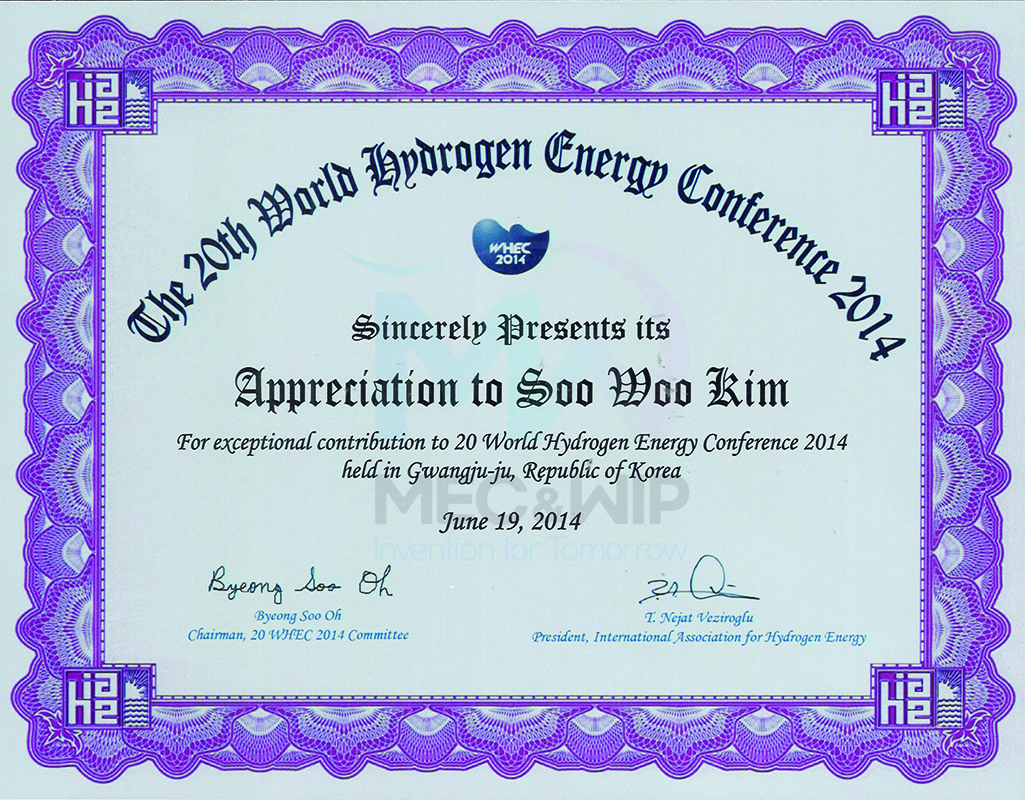 The 20th World Hydrogen Energy Conference 2014
WHEC
2014
Sincerely Presents its
Appreciation to Soo Woo Kim
For exceptional contribution to 20 World Hydrogen Energy Conference 2014
held in Gwangju-ju, Republic of Korea
MEC&WIP
June 19, 2014
Invention for Tomorrow
Byeong Soo Oh
Byeong Soo Oh
Chairman, 20 WHEC 2014 Committee
T. Nejat Veziroglu
President, International Association for Hydrogen Energy